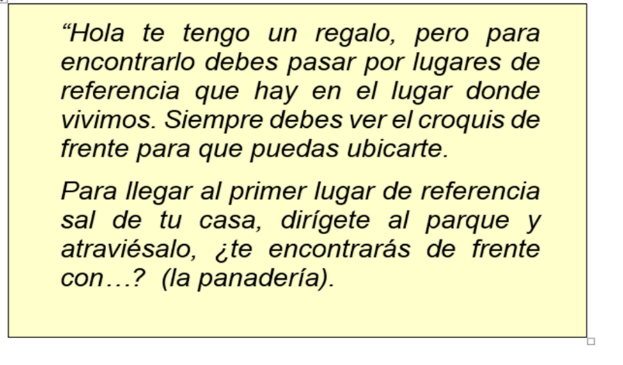 “Hola te tengo un regalo, pero para
encontrarlo debes pasar por lugares de
referencia que hay en el lugar donde
vivimos. Siempre debes ver el croquis de
frente para que puedas ubicarte.
Para llegar al primer lugar de referencia
sal de tu casa, dirígete al parque y
atraviésalo, ¿te encontrarás de frente
con…? (la panadería).